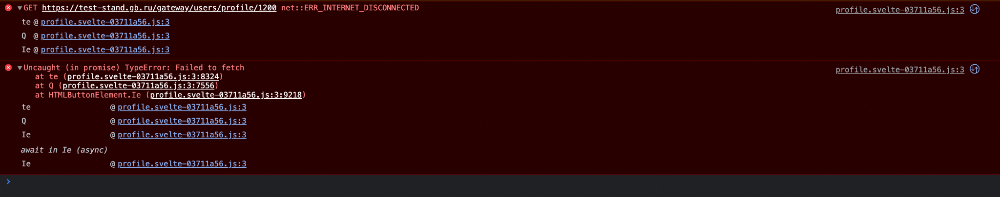 GET https://test-stand.gb.ru/gateway/users/profile/1200 net::ERR_INTERNET_DISCONNECTED profile.svelte-03711a56.js:3
te @ profile.svelte-03711a56.js:3
Q @ profile.svelte-03711a56.js:3
Ie @ profile.svelte-03711a56.js:3
Uncaught (in promise) TypeError: Failed to fetch profile.svelte-03711a56.js:3
at te (profile.svelte-03711a56.js:3:8324)
at Q (profile.svelte-03711a56.js:3:7556)
at HTMLButtonElement.Ie (profile.svelte-03711a56.js:3:9218)
te @ profile.svelte-03711a56.js:3
Q @ profile.svelte-03711a56.js:3
Ie @ profile.svelte-03711a56.js:3
await in Ie (async)
Ie @ profile.svelte-03711a56.js:3